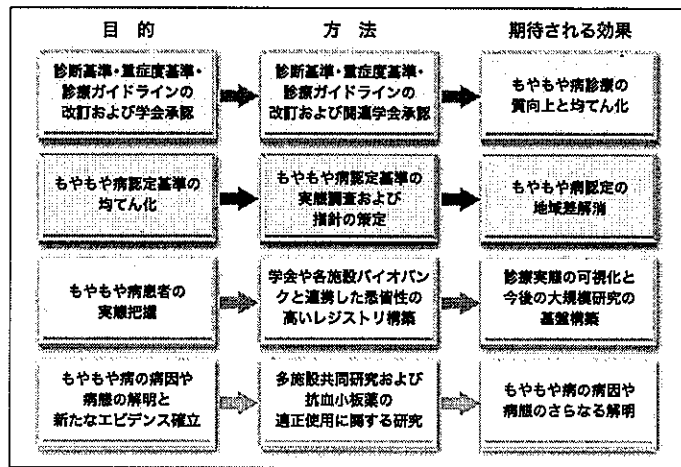 目 的
方 法
期待される効果
診断基準・重症度基準・
診療ガイドラインの
改訂および学会承認
診断基準・重症度基準・
診療ガイドラインの
改訂および関連学会承認
もやもや病診療の
質向上と均てん化
もやもや病認定基準の
均てん化
もやもや病認定基準の
実態調査および
指針の策定
もやもや病認定の
地域差解消
もやもや病患者の
実態把握
学会や各施設バイオバン
クと連携した悉皆性の
高いレジストリ構築
診療実態の可視化と
今後の大規模研究の
基盤構築
もやもや病の病因や
病態の解明と
新たなエビデンス確立
多施設共同研究および
抗血小板薬の
適正使用に関する研究
もやもや病の病因や
病態のさらなる解明